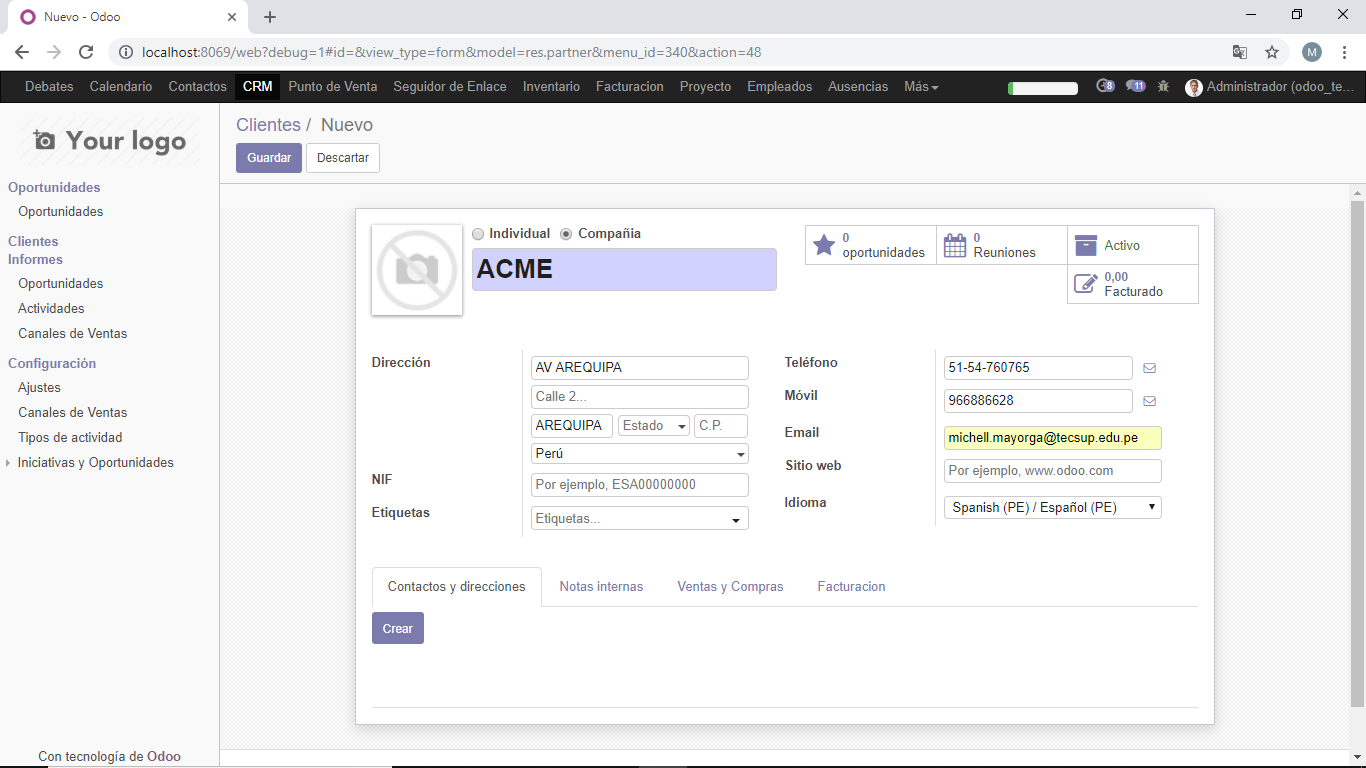 Nuevo - Odoo
localhost:8069/web?debug=1#id=&view_type=form&model=res.partner&menu_id=340&action=48
M
Debates Calendario Contactos CRM Punto de Venta Seguidor de Enlace Inventario Facturacion Proyecto Empleados Ausencias Más 8 11 Administrador (odoo_te...
Your logo
Clientes / Nuevo
Guardar Descartar
Oportunidades
Oportunidades
Clientes
Informes
Oportunidades
Actividades
Canales de Ventas
Configuración
Ajustes
Canales de Ventas
Tipos de actividad
Iniciativas y Oportunidades
Con tecnología de Odoo
Individual Compañia
ACME
0
oportunidades
0
Reuniones
Activo
0,00
Facturado
Dirección
AV AREQUIPA
Calle 2...
AREQUIPA Estado C.P.
Perú
NIF Por ejemplo, ESA00000000
Etiquetas Etiquetas...
Teléfono 51-54-760765
Móvil 966886628
Email michell.mayorga@tecsup.edu.pe
Sitio web Por ejemplo, www.odoo.com
Idioma Spanish (PE) / Español (PE)
Contactos y direcciones Notas internas Ventas y Compras Facturacion
Crear